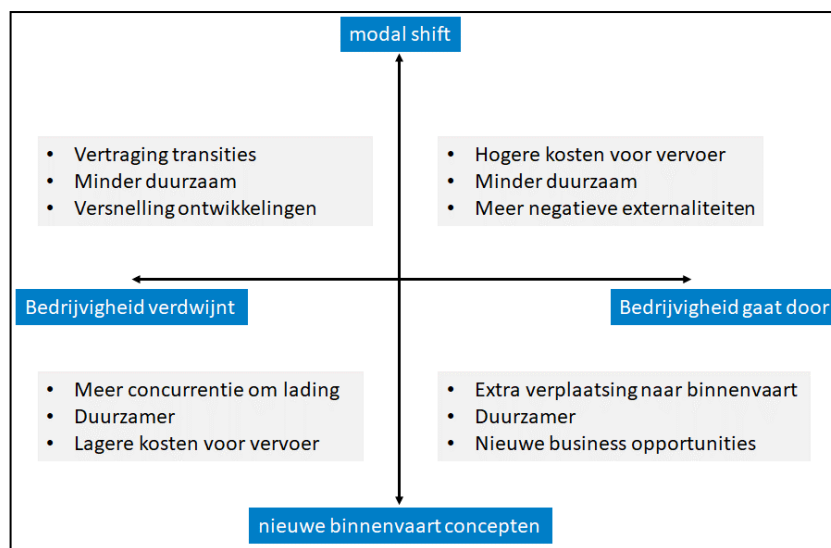 modal shift
• Vertraging transities
• Minder duurzaam
• Versnelling ontwikkelingen
• Hogere kosten voor vervoer
• Minder duurzaam
• Meer negatieve externaliteiten
Bedrijvigheid verdwijnt
Bedrijvigheid gaat door
• Meer concurrentie om lading
• Duurzamer
• Lagere kosten voor vervoer
• Extra verplaatsing naar binnenvaart
• Duurzamer
• Nieuwe business opportunities
nieuwe binnenvaart concepten